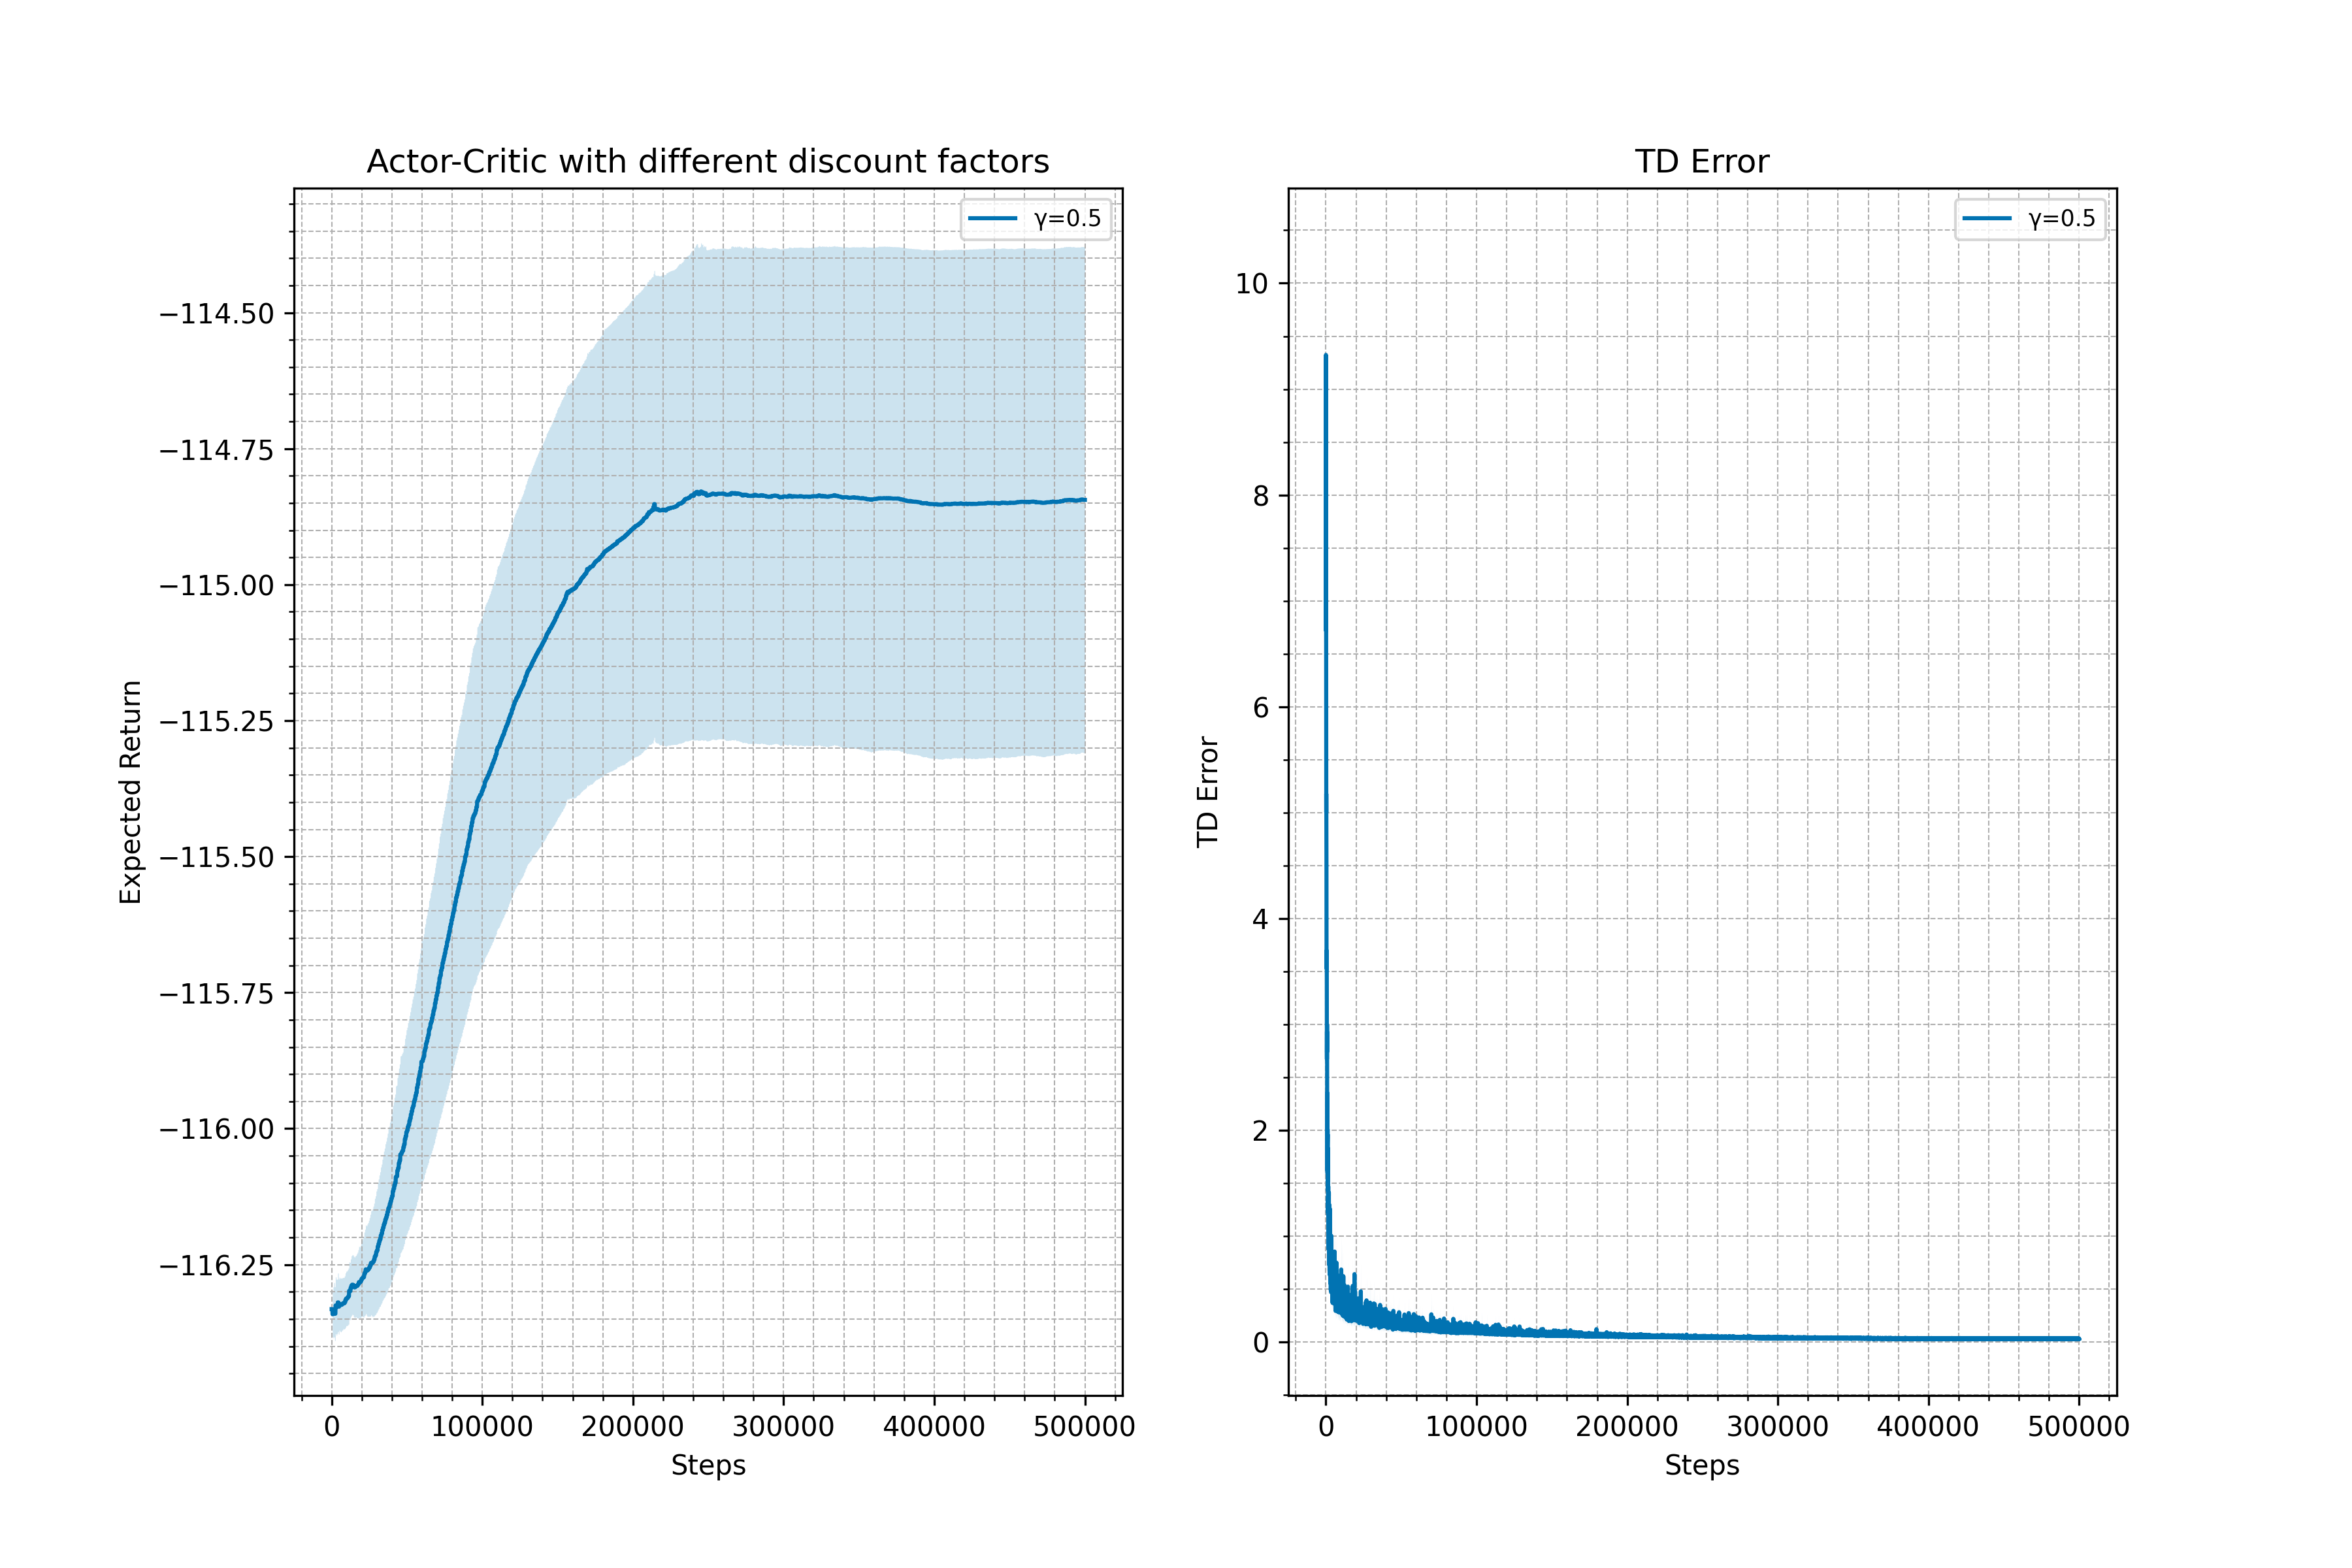 Actor-Critic with different discount factors
γ=0.5
−114.50
−114.75
−115.00
−115.25
−115.50
−115.75
−116.00
−116.25
Expected Return
0 100000 200000 300000 400000 500000
Steps
TD Error
γ=0.5
10
8
6
4
2
0
TD Error
0 100000 200000 300000 400000 500000
Steps